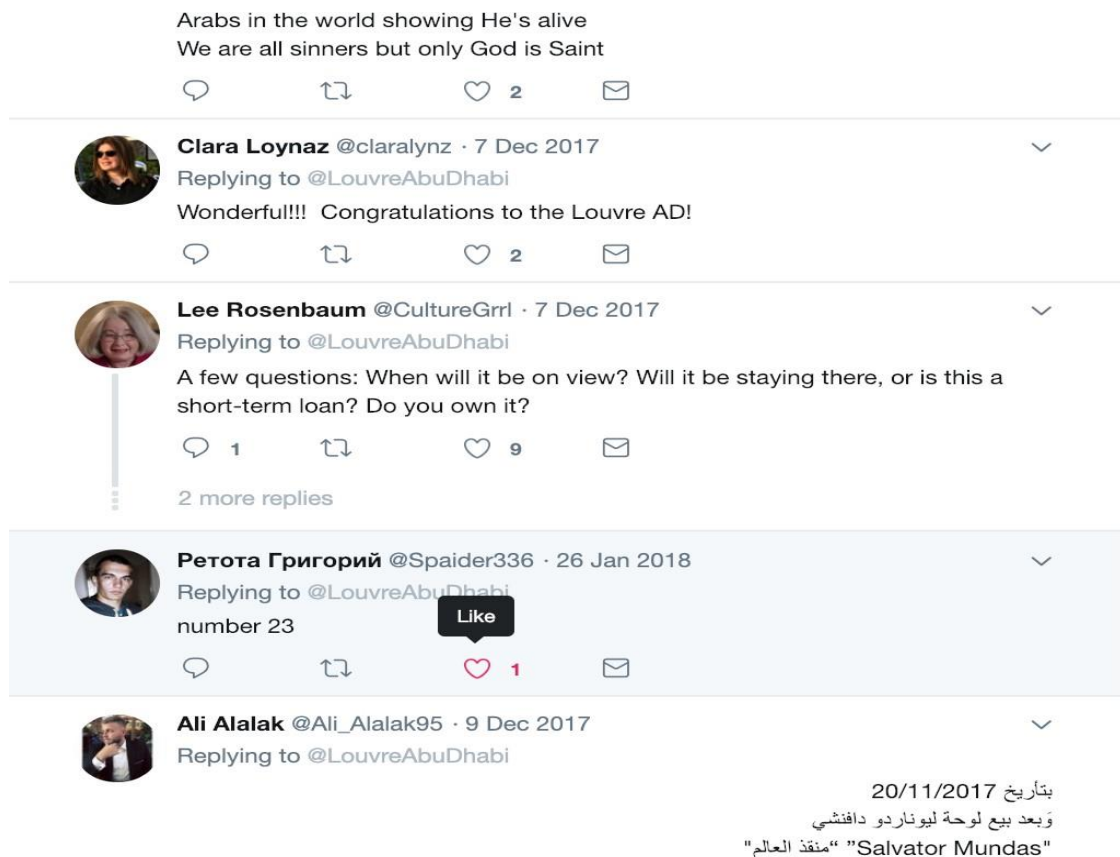 Arabs in the world showing He's alive
We are all sinners but only God is Saint
2
Clara Loynaz @claralynz · 7 Dec 2017
Replying to @LouvreAbuDhabi
Wonderful!!! Congratulations to the Louvre AD!
2
Lee Rosenbaum @CultureGrrl · 7 Dec 2017
Replying to @LouvreAbuDhabi
A few questions: When will it be on view? Will it be staying there, or is this a
short-term loan? Do you own it?
1 9
2 more replies
Ретота Григорий @Spaider336 · 26 Jan 2018
Replying to @LouvreAbuDhabi
Like
number 23
1
Ali Alalak @Ali_Alalak95 · 9 Dec 2017
Replying to @LouvreAbuDhabi
بتأريخ 20/11/2017
وَبعد بيع لوحة ليوناردو دافنشي
"Salvator Mundas" “منقذ العالم"